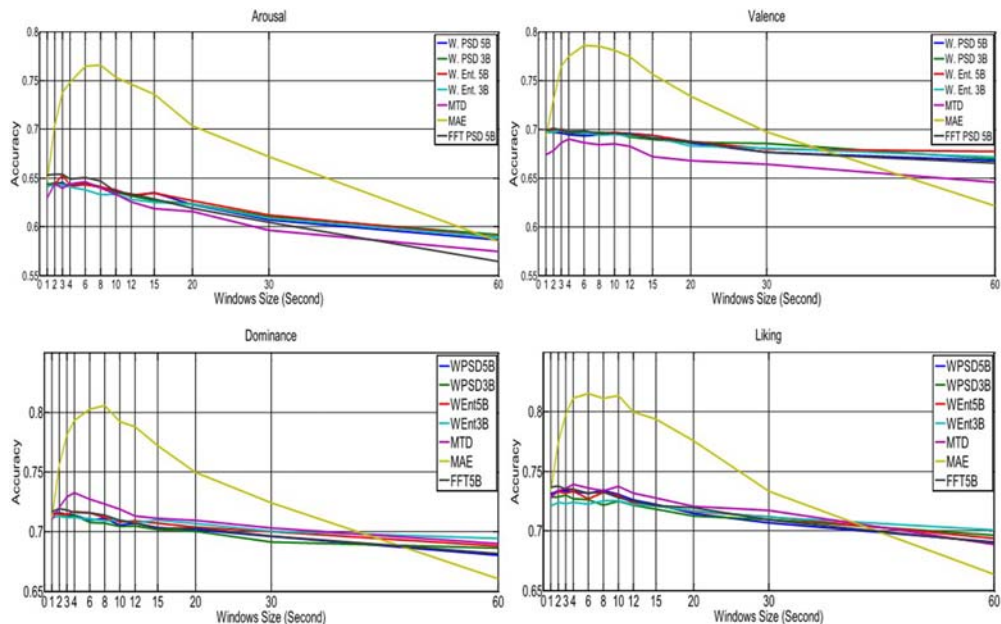 Arousal
0.8
0.75
0.7
0.65
0.6
0.55
Accuracy
0 1 2 3 4 6 8 10 12 15 20 30 60
Windows Size (Second)
W. PSD 5B
W. PSD 3B
W. Ent. 5B
W. Ent. 3B
MTD
MAE
FFT PSD 5B
Valence
0.8
0.75
0.7
0.65
0.6
0.55
Accuracy
0 1 2 3 4 6 8 10 12 15 20 30 60
Windows Size (Second)
W. PSD 5B
W. PSD 3B
W. Ent. 5B
W. Ent. 3B
MTD
MAE
FFT PSD 5B
Dominance
0.8
0.75
0.7
0.65
Accuracy
0 1 2 3 4 6 8 10 12 15 20 30 60
Windows Size (Second)
WPSD5B
WPSD3B
WEnt5B
WEnt3B
MTD
MAE
FFT5B
Liking
0.8
0.75
0.7
0.65
Accuracy
0 1 2 3 4 6 8 10 12 15 20 30 60
Windows Size (Second)
WPSD5B
WPSD3B
WEnt5B
WEnt3B
MTD
MAE
FFT5B